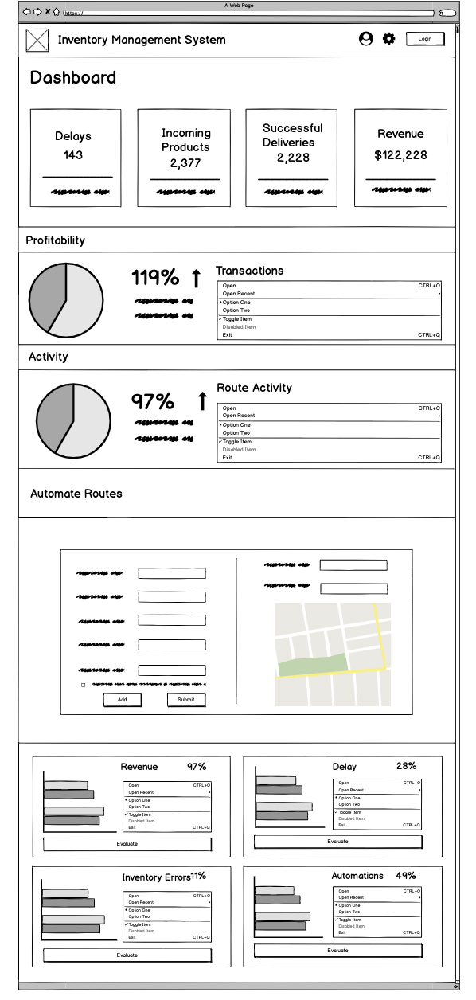 A Web Page
https://
Inventory Management System
Login
Dashboard
Delays
143
Incoming
Products
2,377
Successful
Deliveries
2,228
Revenue
$122,228
Profitability
119%
Transactions
Open CTRL+O
Open Recent
Option One
Option Two
Toggle Item
Disabled Item
Exit CTRL+Q
Activity
97%
Route Activity
Open CTRL+O
Open Recent
Option One
Option Two
Toggle Item
Disabled Item
Exit CTRL+Q
Automate Routes
Add Submit
Revenue 97%
Open CTRL+O
Open Recent
Option One
Option Two
Toggle Item
Disabled Item
Exit CTRL+Q
Evaluate
Delay 28%
Open CTRL+O
Open Recent
Option One
Option Two
Toggle Item
Disabled Item
Exit CTRL+Q
Evaluate
Inventory Errors 11%
Open CTRL+O
Open Recent
Option One
Option Two
Toggle Item
Disabled Item
Exit CTRL+Q
Evaluate
Automations 49%
Open CTRL+O
Open Recent
Option One
Option Two
Toggle Item
Disabled Item
Exit CTRL+Q
Evaluate